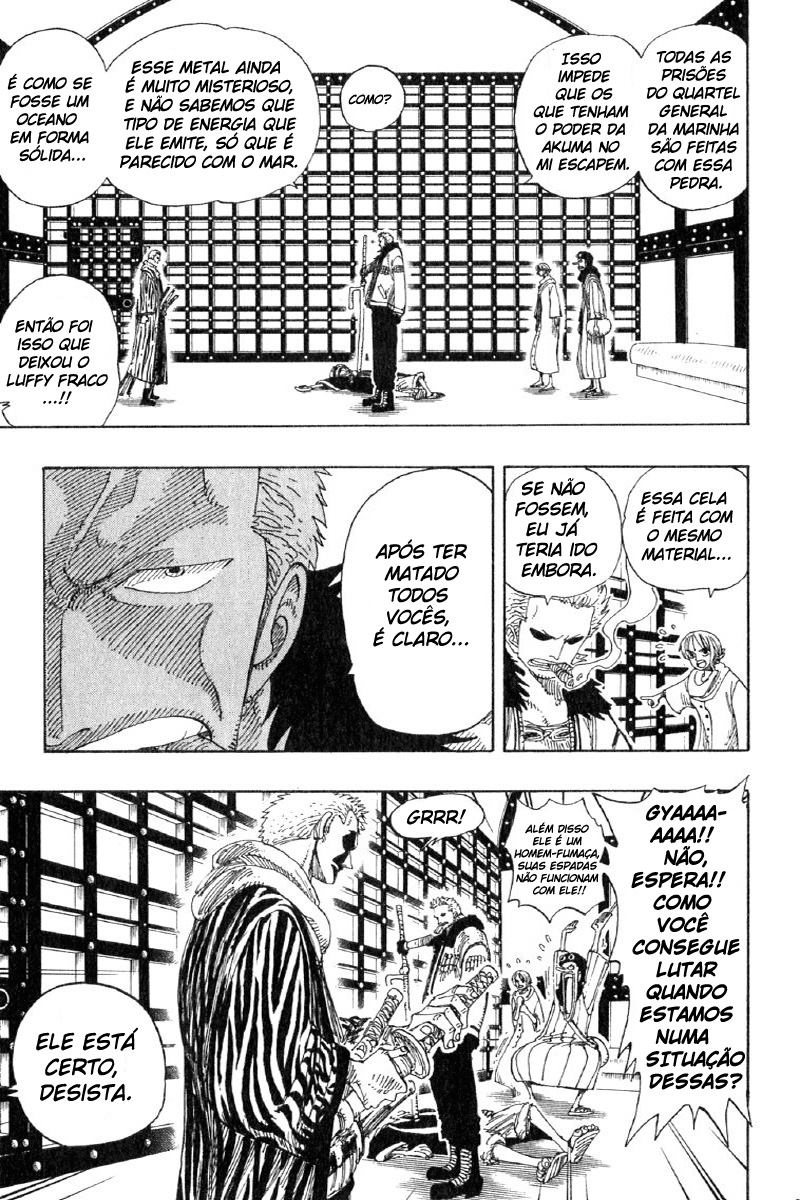 TODAS AS
PRISÕES
DO QUARTEL
GENERAL
DA MARINHA
SÃO FEITAS
COM ESSA
PEDRA.
ISSO
IMPEDE
QUE OS
QUE TENHAM
O PODER DA
AKUMA NO
MI ESCAPEM.
COMO?
ESSE METAL AINDA
É MUITO MISTERIOSO,
E NÃO SABEMOS QUE
TIPO DE ENERGIA QUE
ELE EMITE, SÓ QUE É
PARECIDO COM O MAR.
É COMO SE
FOSSE UM
OCEANO
EM FORMA
SÓLIDA...
ENTÃO FOI
ISSO QUE
DEIXOU O
LUFFY FRACO
...!!
ESSA CELA
É FEITA COM
O MESMO
MATERIAL...
SE NÃO
FOSSEM,
EU JÁ
TERIA IDO
EMBORA.
APÓS TER
MATADO
TODOS
VOCÊS,
É CLARO...
GYAAAA-
AAAA!!
NÃO,
ESPERA!!
COMO
VOCÊ
CONSEGUE
LUTAR
QUANDO
ESTAMOS
NUMA
SITUAÇÃO
DESSAS?
ALÉM DISSO
ELE É UM
HOMEM-FUMAÇA,
SUAS ESPADAS
NÃO FUNCIONAM
COM ELE!!
GRRR!
ELE ESTÁ
CERTO,
DESISTA.